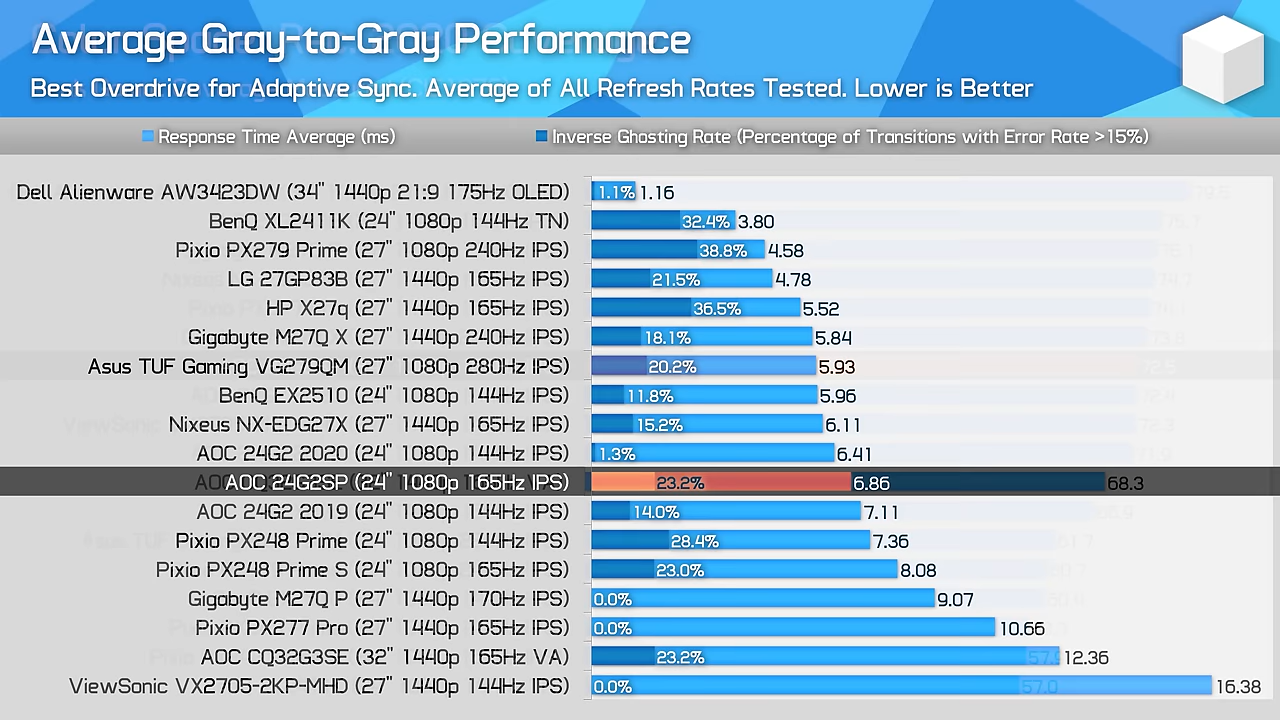 Average Gray-to-Gray Performance
Best Overdrive for Adaptive Sync. Average of All Refresh Rates Tested. Lower is Better
Response Time Average (ms) Inverse Ghosting Rate (Percentage of Transitions with Error Rate >15%)
Dell Alienware AW3423DW (34" 1440p 21:9 175Hz OLED) 1.1% 1.16
BenQ XL2411K (24" 1080p 144Hz TN) 32.4% 3.80
Pixio PX279 Prime (27" 1080p 240Hz IPS) 38.8% 4.58
LG 27GP83B (27" 1440p 165Hz IPS) 21.5% 4.78
HP X27q (27" 1440p 165Hz IPS) 36.5% 5.52
Gigabyte M27Q X (27" 1440p 240Hz IPS) 18.1% 5.84
Asus TUF Gaming VG279QM (27" 1080p 280Hz IPS) 20.2% 5.93 72.5
BenQ EX2510 (24" 1080p 144Hz IPS) 11.8% 5.96
Nixeus NX-EDG27X (27" 1440p 165Hz IPS) 15.2% 6.11
AOC 24G2 2020 (24" 1080p 144Hz IPS) 1.3% 6.41
AOC 24G2SP (24" 1080p 165Hz IPS) 23.2% 6.86 68.3
AOC 24G2 2019 (24" 1080p 144Hz IPS) 14.0% 7.11
Pixio PX248 Prime (24" 1080p 144Hz IPS) 28.4% 7.36
Pixio PX248 Prime S (24" 1080p 165Hz IPS) 23.0% 8.08
Gigabyte M27Q P (27" 1440p 170Hz IPS) 0.0% 9.07
Pixio PX277 Pro (27" 1440p 165Hz IPS) 0.0% 10.66
AOC CQ32G3SE (32" 1440p 165Hz VA) 23.2% 12.36
ViewSonic VX2705-2KP-MHD (27" 1440p 144Hz IPS) 0.0% 57.0 16.38